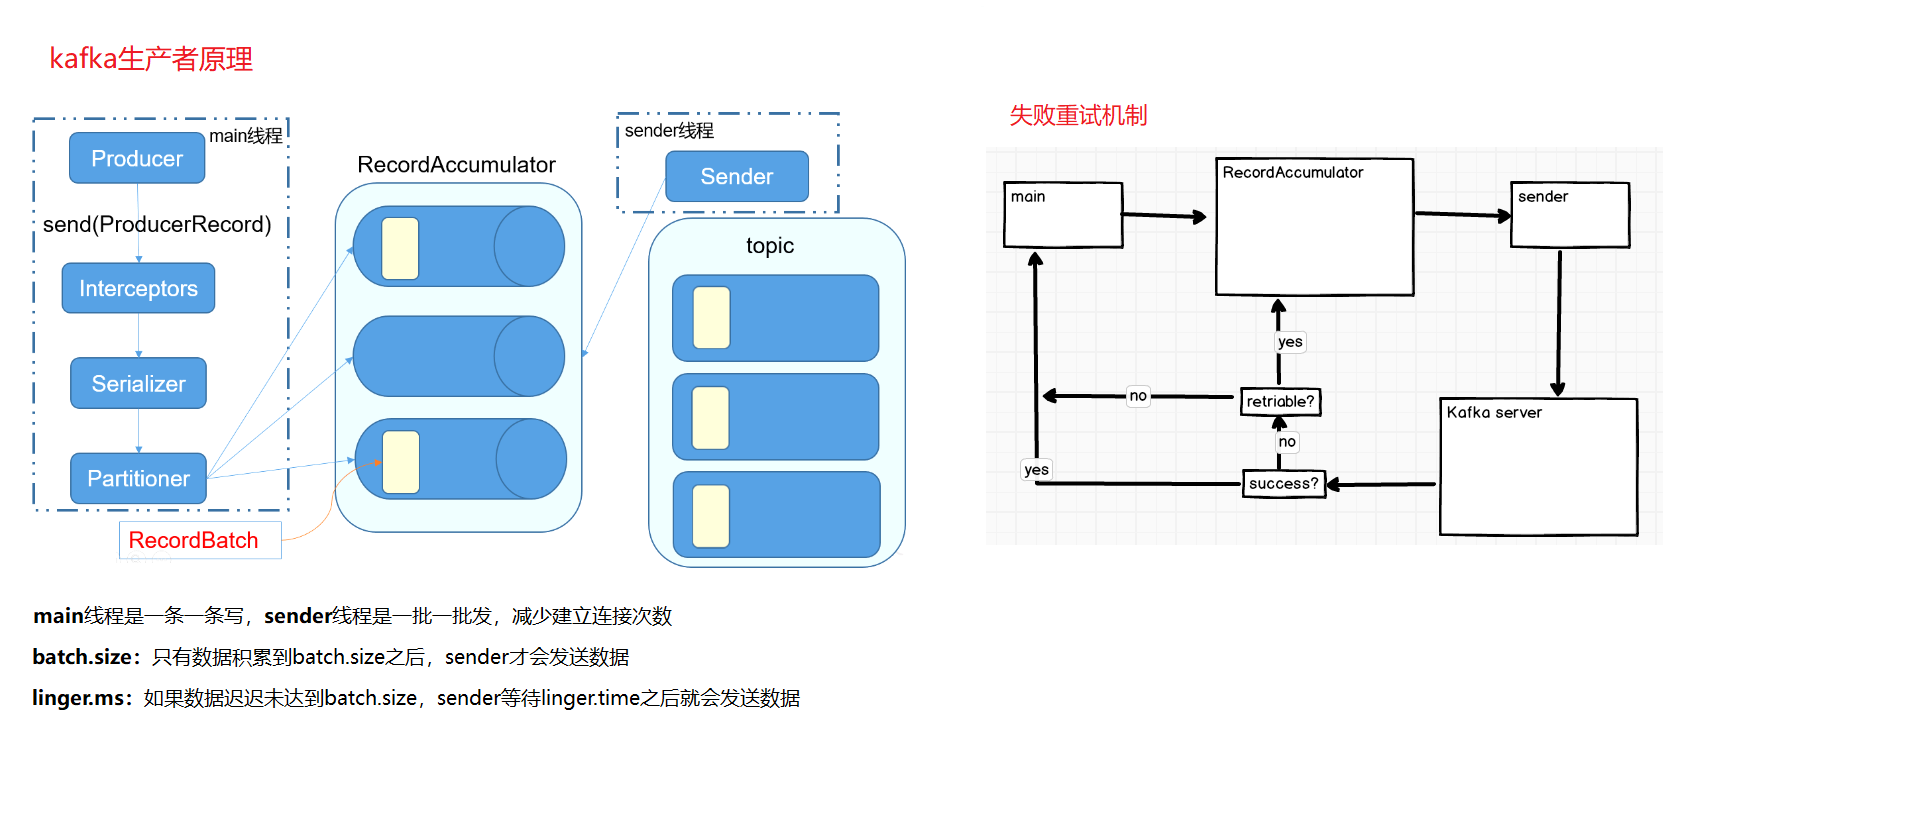 kafka生产者原理
main线程
Producer
send(ProducerRecord)
Interceptors
Serializer
Partitioner
RecordBatch
RecordAccumulator
sender线程
Sender
topic
main线程是一条一条写，sender线程是一批一批发，减少建立连接次数
batch.size：只有数据积累到batch.size之后，sender才会发送数据
linger.ms：如果数据迟迟未达到batch.size，sender等待linger.time之后就会发送数据
失败重试机制
main
RecordAccumulator
sender
yes
no
retriable?
Kafka server
no
yes
success?